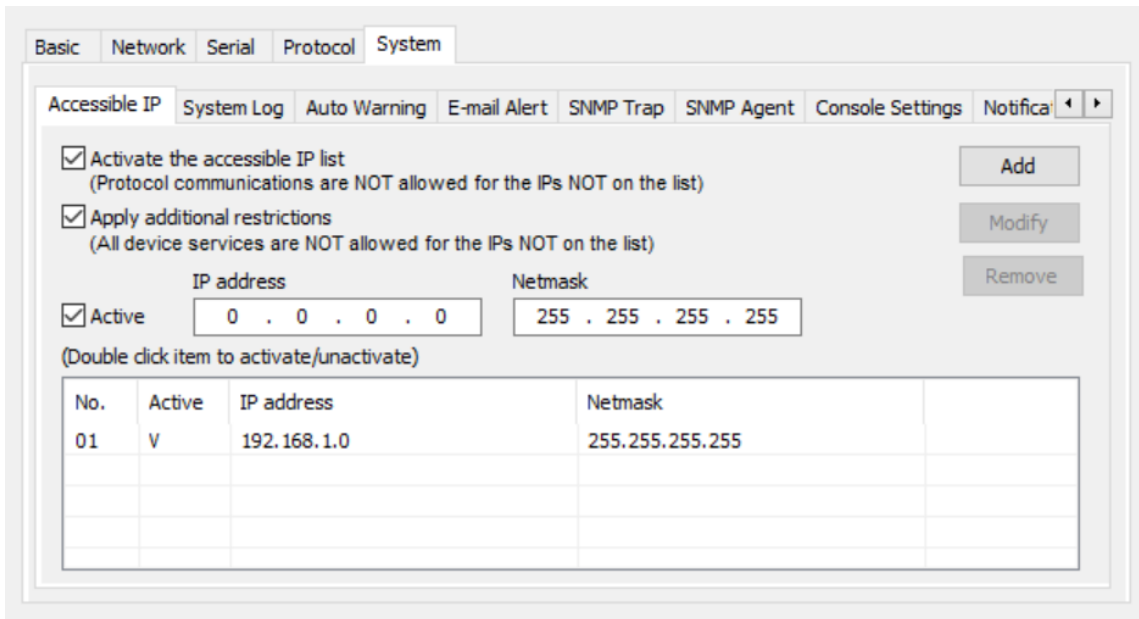 Basic Network Serial Protocol System
Accessible IP System Log Auto Warning E-mail Alert SNMP Trap SNMP Agent Console Settings
Activate the accessible IP list Add
(Protocol communications are NOT allowed for the IPs NOT on the list)
Apply additional restrictions Modify
(All device services are NOT allowed for the IPs NOT on the list)
IP address Netmask Remove
Active 0 . 0 . 0 . 0 255 . 255 . 255 . 255
(Double click item to activate/unactivate)
No. Active IP address Netmask
01 V 192.168.1.0 255.255.255.255